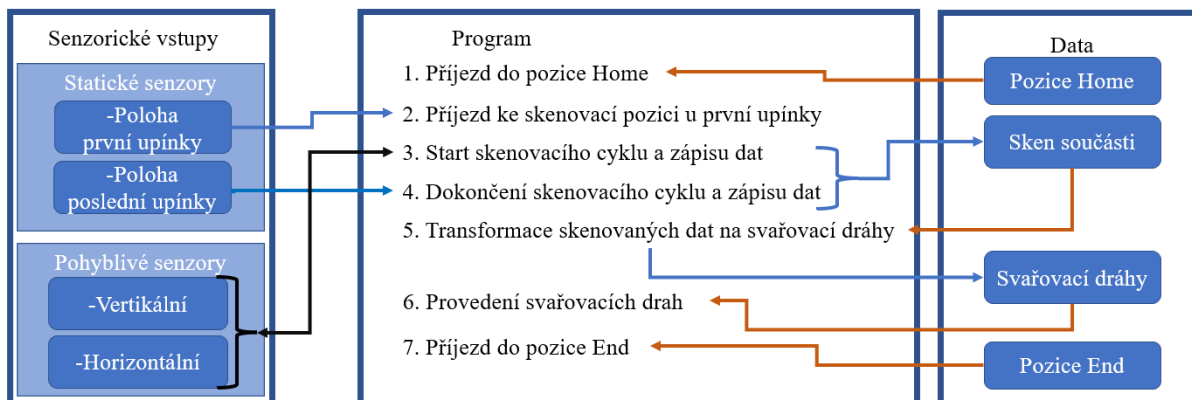 Senzorické vstupy
Statické senzory
-Poloha
první upínky
-Poloha
poslední upínky
Pohyblivé senzory
-Vertikální
-Horizontální
Program
1. Příjezd do pozice Home
2. Příjezd ke skenovací pozici u první upínky
3. Start skenovacího cyklu a zápisu dat
4. Dokončení skenovacího cyklu a zápisu dat
5. Transformace skenovaných dat na svařovací dráhy
6. Provedení svařovacích drah
7. Příjezd do pozice End
Data
Pozice Home
Sken součásti
Svařovací dráhy
Pozice End